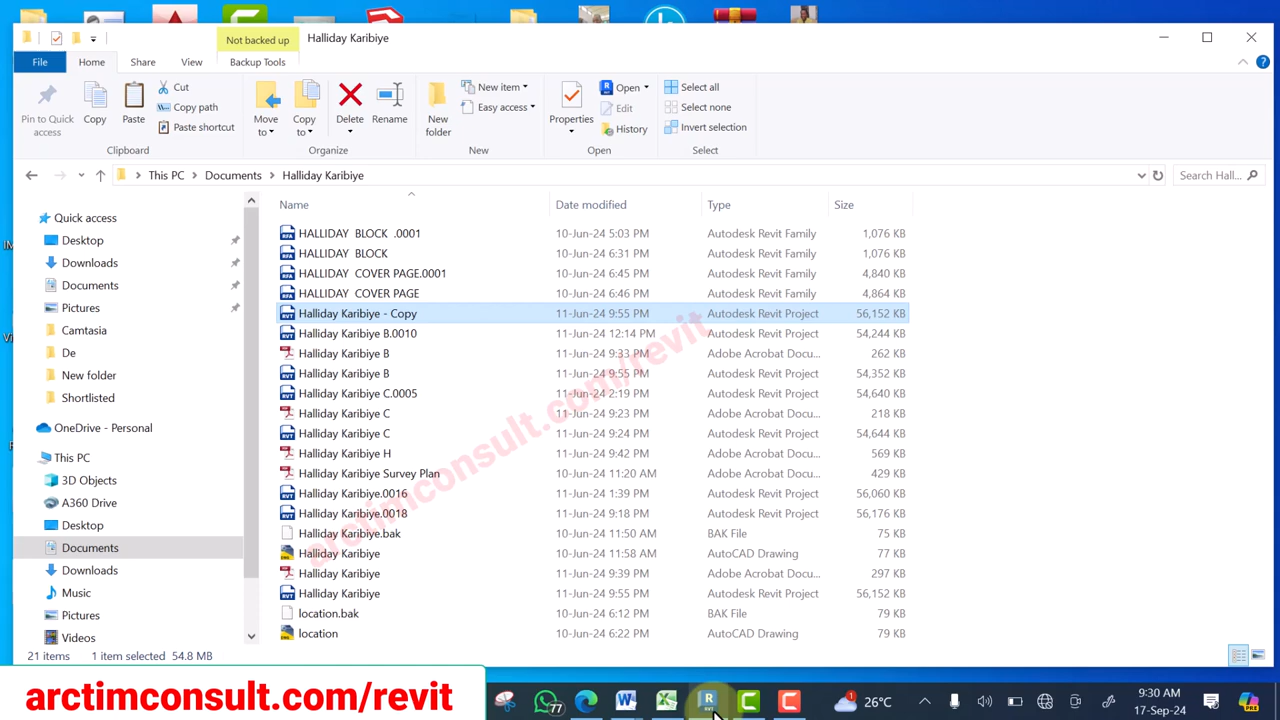 Not backed up
Halliday Karibiye
File
Home
Share
View
Backup Tools
Pin to Quick access
Copy
Paste
Cut
Copy path
Paste shortcut
Clipboard
Move to
Copy to
Delete
Rename
Organize
New folder
New item
Easy access
New
Properties
Open
Edit
History
Open
Select all
Select none
Invert selection
Select
This PC
Documents
Halliday Karibiye
Search Hall...
Quick access
Desktop
Downloads
Documents
Pictures
Camtasia
De
New folder
Shortlisted
OneDrive - Personal
This PC
3D Objects
A360 Drive
Desktop
Documents
Downloads
Music
Pictures
Videos
Name Date modified Type Size
HALLIDAY BLOCK .0001 10-Jun-24 5:03 PM Autodesk Revit Family 1,076 KB
HALLIDAY BLOCK 10-Jun-24 6:31 PM Autodesk Revit Family 1,076 KB
HALLIDAY COVER PAGE.0001 10-Jun-24 6:45 PM Autodesk Revit Family 4,840 KB
HALLIDAY COVER PAGE 10-Jun-24 6:46 PM Autodesk Revit Family 4,864 KB
Halliday Karibiye - Copy 11-Jun-24 9:55 PM Autodesk Revit Project 56,152 KB
Halliday Karibiye B.0010 11-Jun-24 12:14 PM Autodesk Revit Project 54,244 KB
Halliday Karibiye B 11-Jun-24 9:33 PM Adobe Acrobat Docu... 262 KB
Halliday Karibiye B 11-Jun-24 9:55 PM Autodesk Revit Project 54,352 KB
Halliday Karibiye C.0005 11-Jun-24 2:19 PM Autodesk Revit Project 54,640 KB
Halliday Karibiye C 11-Jun-24 9:23 PM Adobe Acrobat Docu... 218 KB
Halliday Karibiye C 11-Jun-24 9:24 PM Autodesk Revit Project 54,644 KB
Halliday Karibiye H 11-Jun-24 9:42 PM Adobe Acrobat Docu... 569 KB
Halliday Karibiye Survey Plan 10-Jun-24 11:20 AM Adobe Acrobat Docu... 429 KB
Halliday Karibiye.0016 11-Jun-24 1:39 PM Autodesk Revit Project 56,060 KB
Halliday Karibiye.0018 11-Jun-24 9:18 PM Autodesk Revit Project 56,176 KB
Halliday Karibiye.bak 10-Jun-24 11:50 AM BAK File 75 KB
Halliday Karibiye 10-Jun-24 11:58 AM AutoCAD Drawing 77 KB
Halliday Karibiye 11-Jun-24 9:39 PM Adobe Acrobat Docu... 297 KB
Halliday Karibiye 11-Jun-24 9:55 PM Autodesk Revit Project 56,152 KB
location.bak 10-Jun-24 6:12 PM BAK File 79 KB
location 10-Jun-24 6:22 PM AutoCAD Drawing 79 KB
arctimconsult.com/revit
21 items 1 item selected 54.8 MB
arctimconsult.com/revit
77
26°C
9:30 AM
17-Sep-24